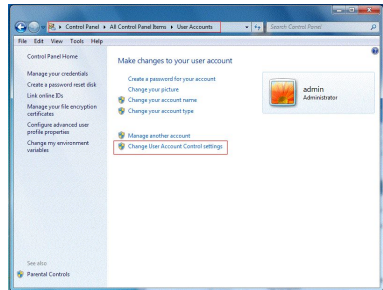 Control Panel ▸ All Control Panel Items ▸ User Accounts
Search Control Panel
File Edit View Tools Help
Control Panel Home
Manage your credentials
Create a password reset disk
Link online IDs
Manage your file encryption
certificates
Configure advanced user
profile properties
Change my environment
variables
See also
Parental Controls
Make changes to your user account
Create a password for your account
Change your picture
Change your account name
Change your account type
Manage another account
Change User Account Control settings
admin
Administrator